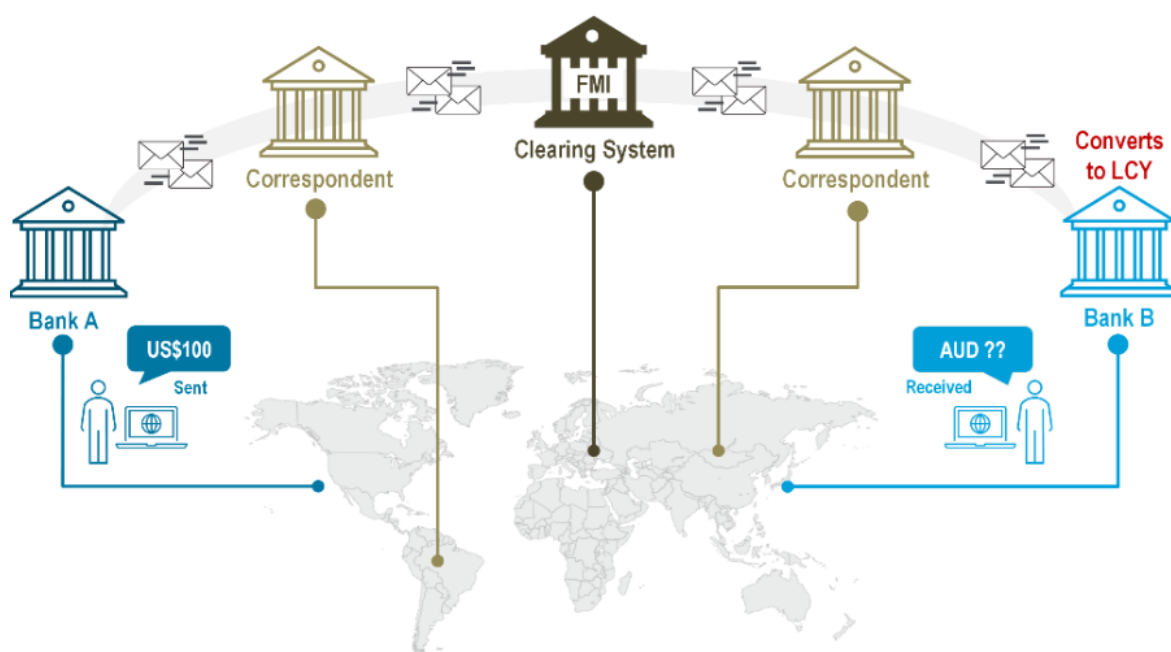 FMI
Clearing System
Correspondent
Correspondent
Converts
to LCY
Bank A
Bank B
US$100
Sent
AUD ??
Received